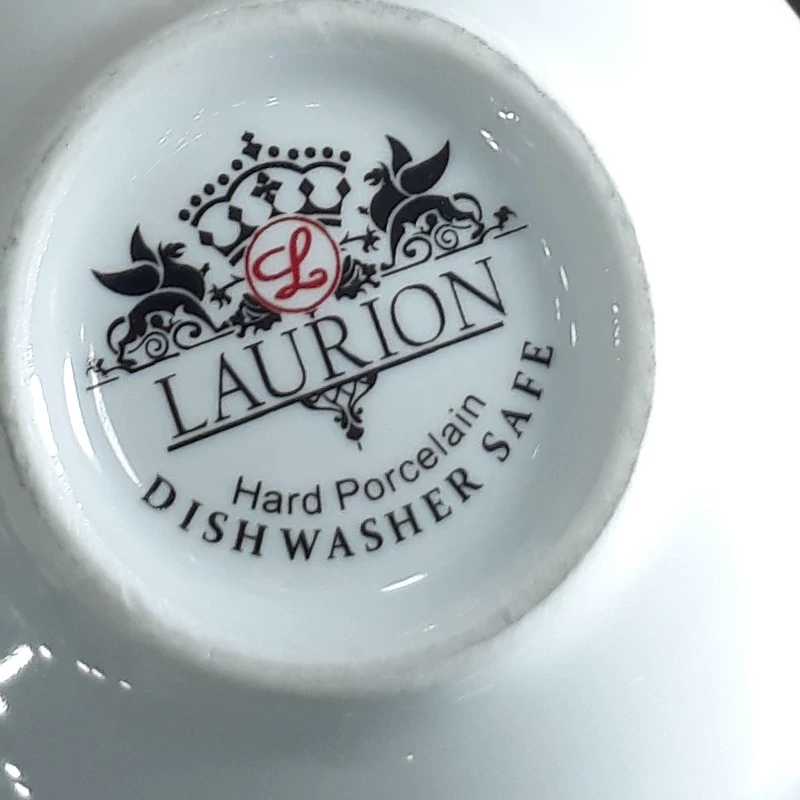 L
LAURION
Hard Porcelain
DISHWASHER SAFE